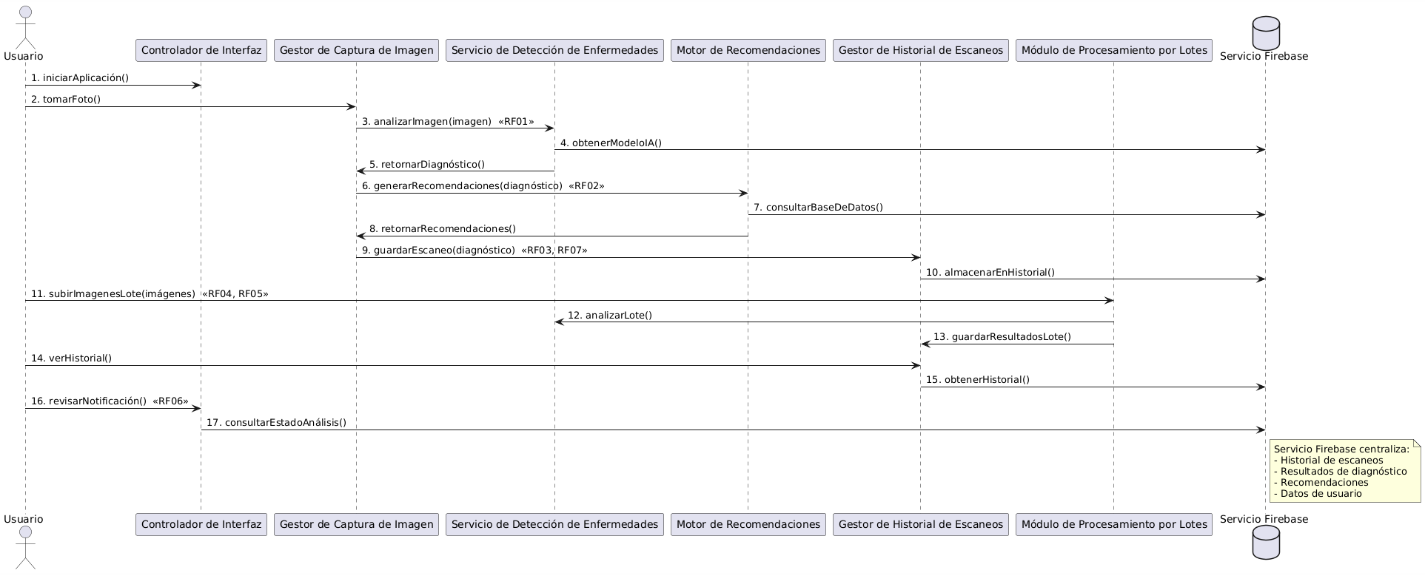 Usuario
Controlador de Interfaz
Gestor de Captura de Imagen
Servicio de Detección de Enfermedades
Motor de Recomendaciones
Gestor de Historial de Escaneos
Módulo de Procesamiento por Lotes
Servicio Firebase
1. iniciarAplicación()
2. tomarFoto()
3. analizarImagen(imagen) «RF01»
4. obtenerModeloIA()
5. retornarDiagnóstico()
6. generarRecomendaciones(diagnóstico) «RF02»
7. consultarBaseDeDatos()
8. retornarRecomendaciones()
9. guardarEscaneo(diagnóstico) «RF03, RF07»
10. almacenarEnHistorial()
11. subirImagenesLote(imágenes) «RF04, RF05»
12. analizarLote()
13. guardarResultadosLote()
14. verHistorial()
15. obtenerHistorial()
16. revisarNotificación() «RF06»
17. consultarEstadoAnálisis()
Servicio Firebase centraliza:
- Historial de escaneos
- Resultados de diagnóstico
- Recomendaciones
- Datos de usuario
Usuario
Controlador de Interfaz
Gestor de Captura de Imagen
Servicio de Detección de Enfermedades
Motor de Recomendaciones
Gestor de Historial de Escaneos
Módulo de Procesamiento por Lotes
Servicio Firebase